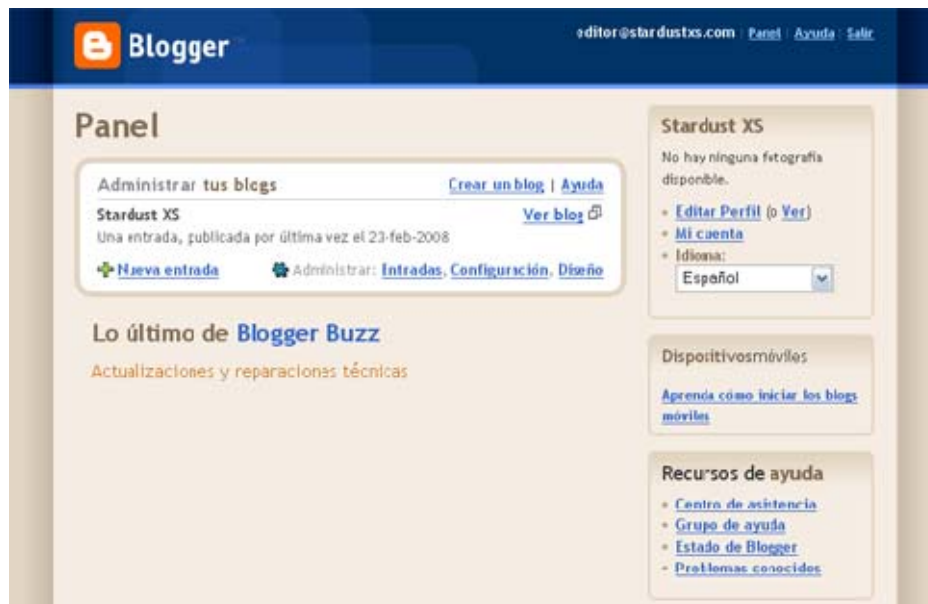 Blogger
editor@stardustxs.com | Panel | Ayuda | Salir
Panel
Administrar tus blogs
Crear un blog | Ayuda
Stardust XS
Ver blog
Una entrada, publicada por última vez el 23-feb-2008
Nueva entrada
Administrar: Entradas, Configuración, Diseño
Lo último de Blogger Buzz
Actualizaciones y reparaciones técnicas
Stardust XS
No hay ninguna fotografía
disponible.
Editar Perfil (o Ver)
Mi cuenta
Idioma:
Español
Dispositivosmóviles
Aprenda cómo iniciar los blogs
móviles
Recursos de ayuda
Centro de asistencia
Grupo de ayuda
Estado de Blogger
Problemas conocidos